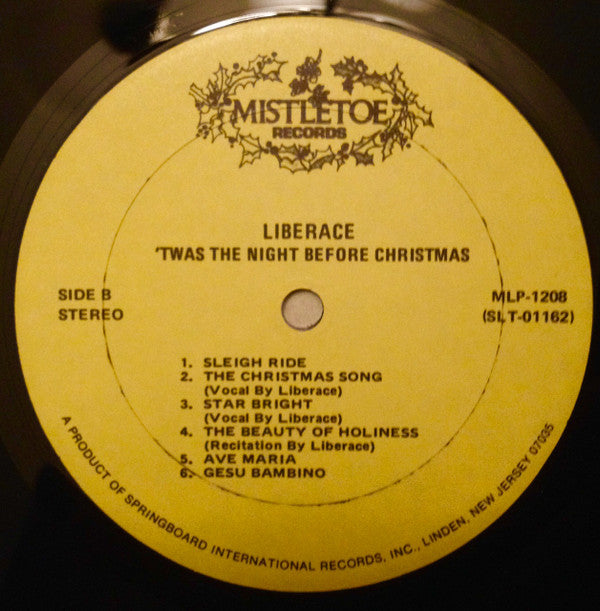 MISTLETOE
RECORDS
LIBERACE
'TWAS THE NIGHT BEFORE CHRISTMAS
SIDE B
STEREO
MLP-1208
(SLT-01162)
1. SLEIGH RIDE
2. THE CHRISTMAS SONG
(Vocal By Liberace)
3. STAR BRIGHT
(Vocal By Liberace)
4. THE BEAUTY OF HOLINESS
(Recitation By Liberace)
5. AVE MARIA
6. GESU BAMBINO
A PRODUCT OF SPRINGBOARD INTERNATIONAL RECORDS, INC., LINDEN, NEW JERSEY 07035